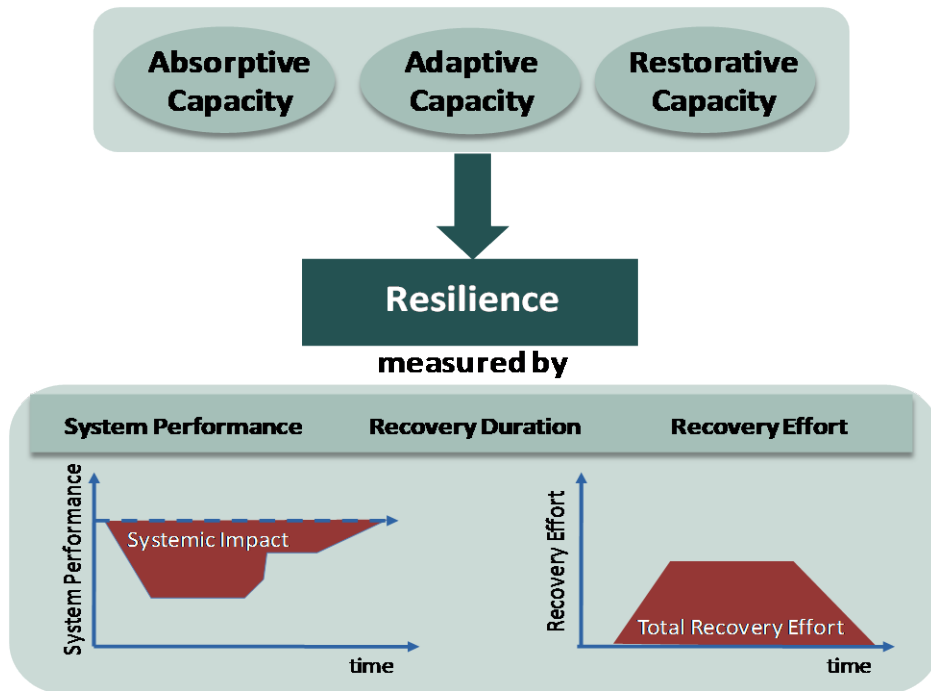 Absorptive Capacity
Adaptive Capacity
Restorative Capacity
Resilience
measured by
System Performance
Recovery Duration
Recovery Effort
System Performance
Systemic Impact
time
Recovery Effort
Total Recovery Effort
time